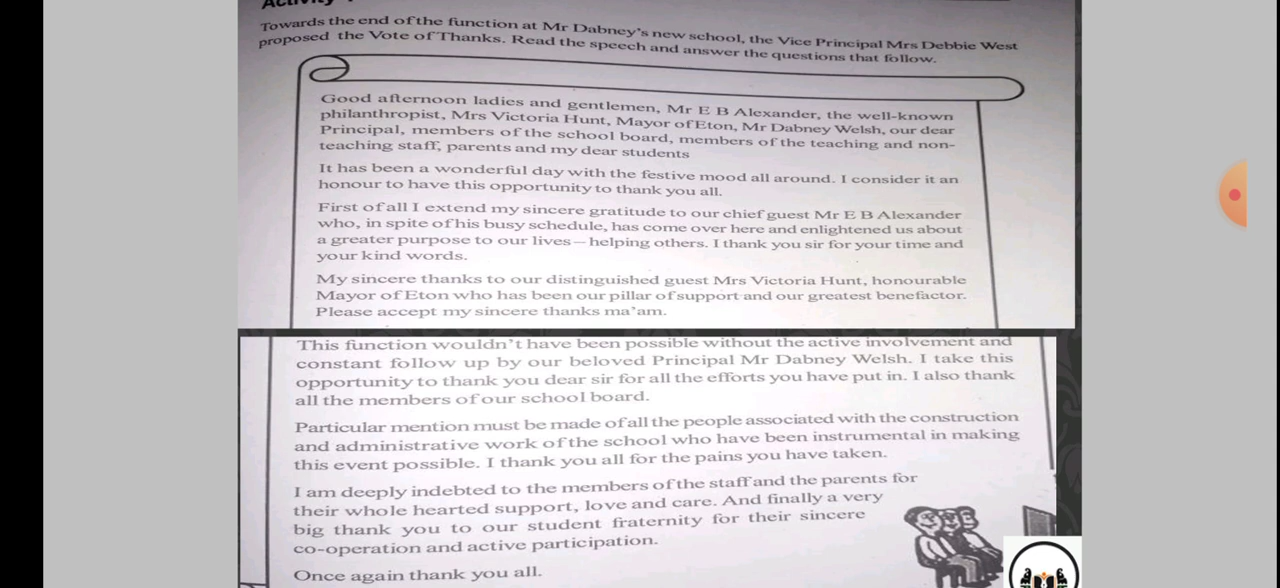 Activity
Towards the end of the function at Mr Dabney's new school, the Vice Principal Mrs Debbie West
proposed the Vote of Thanks. Read the speech and answer the questions that follow.
Good afternoon ladies and gentlemen, Mr E B Alexander, the well-known
philanthropist, Mrs Victoria Hunt, Mayor of Eton, Mr Dabney Welsh, our dear
Principal, members of the school board, members of the teaching and non-
teaching staff, parents and my dear students
It has been a wonderful day with the festive mood all around. I consider it an
honour to have this opportunity to thank you all.
First of all I extend my sincere gratitude to our chief guest Mr E B Alexander
who, in spite of his busy schedule, has come over here and enlightened us about
a greater purpose to our lives – helping others. I thank you sir for your time and
your kind words.
My sincere thanks to our distinguished guest Mrs Victoria Hunt, honourable
Mayor of Eton who has been our pillar of support and our greatest benefactor.
Please accept my sincere thanks ma'am.
This function wouldn't have been possible without the active involvement and
constant follow up by our beloved Principal Mr Dabney Welsh. I take this
opportunity to thank you dear sir for all the efforts you have put in. I also thank
all the members of our school board.
Particular mention must be made of all the people associated with the construction
and administrative work of the school who have been instrumental in making
this event possible. I thank you all for the pains you have taken.
I am deeply indebted to the members of the staff and the parents for
their whole hearted support, love and care. And finally a very
big thank you to our student fraternity for their sincere
co-operation and active participation.
Once again thank you all.